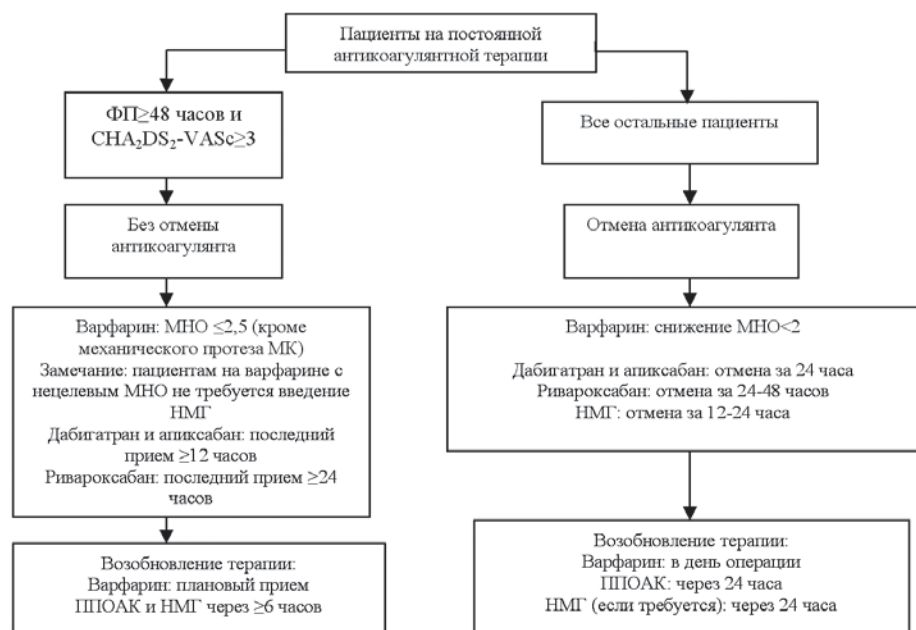 Пациенты на постоянной
антикоагулянтной терапии
ФП≥48 часов и
CHA₂DS₂-VASc≥3
Все остальные пациенты
Без отмены
антикоагулянта
Отмена антикоагулянта
Варфарин: МНО ≤2,5 (кроме
механического протеза МК)
Замечание: пациентам на варфарине с
нецелевым МНО не требуется введение
НМГ
Дабигатран и апиксабан: последний
прием ≥12 часов
Ривароксабан: последний прием ≥24
часов
Варфарин: снижение МНО<2
Дабигатран и апиксабан: отмена за 24 часа
Ривароксабан: отмена за 24-48 часов
НМГ: отмена за 12-24 часа
Возобновление терапии:
Варфарин: плановый прием
ППОАК и НМГ через ≥6 часов
Возобновление терапии:
Варфарин: в день операции
ППОАК: через 24 часа
НМГ (если требуется): через 24 часа